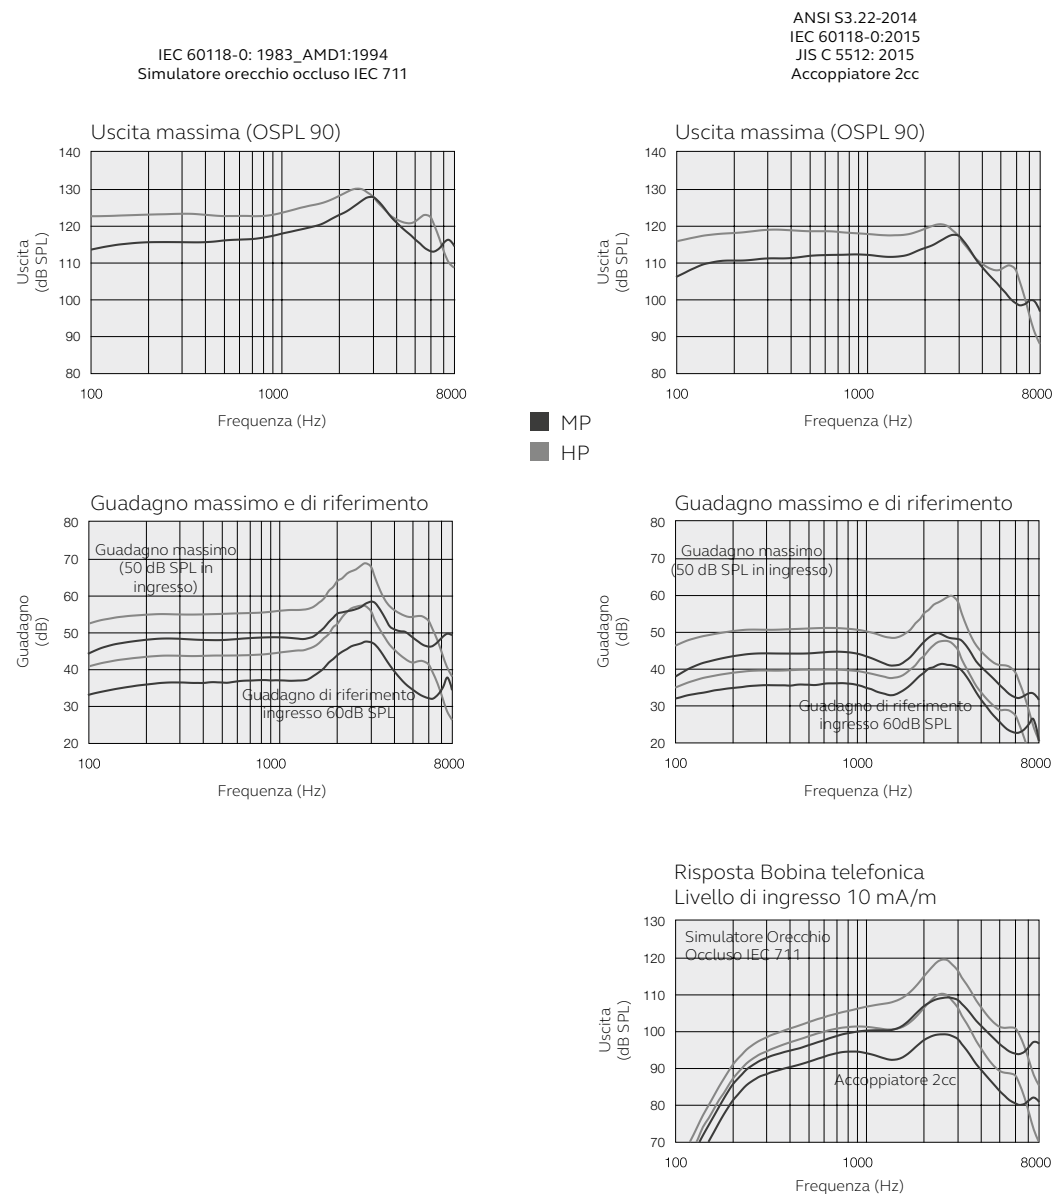 IEC 60118-0: 1983_AMD1:1994
Simulatore orecchio occluso IEC 711
ANSI S3.22-2014
IEC 60118-0:2015
JIS C 5512: 2015
Accoppiatore 2cc
Uscita massima (OSPL 90)
140
130
120
110
100
90
80
Uscita
(dB SPL)
100
1000
8000
Frequenza (Hz)
Uscita massima (OSPL 90)
140
130
120
110
100
90
80
Uscita
(dB SPL)
100
1000
8000
Frequenza (Hz)
MP
HP
Guadagno massimo e di riferimento
80
70
60
50
40
30
20
Guadagno
(dB)
Guadagno massimo
(50 dB SPL in
ingresso)
Guadagno di riferimento
ingresso 60dB SPL
100
1000
8000
Frequenza (Hz)
Guadagno massimo e di riferimento
80
70
60
50
40
30
20
Guadagno
(dB)
Guadagno massimo
(50 dB SPL in ingresso)
Guadagno di riferimento
ingresso 60dB SPL
100
1000
8000
Frequenza (Hz)
Risposta Bobina telefonica
Livello di ingresso 10 mA/m
130
120
110
100
90
80
70
Uscita
(dB SPL)
Simulatore Orecchio
Occluso IEC 711
Accoppiatore 2cc
100
1000
8000
Frequenza (Hz)